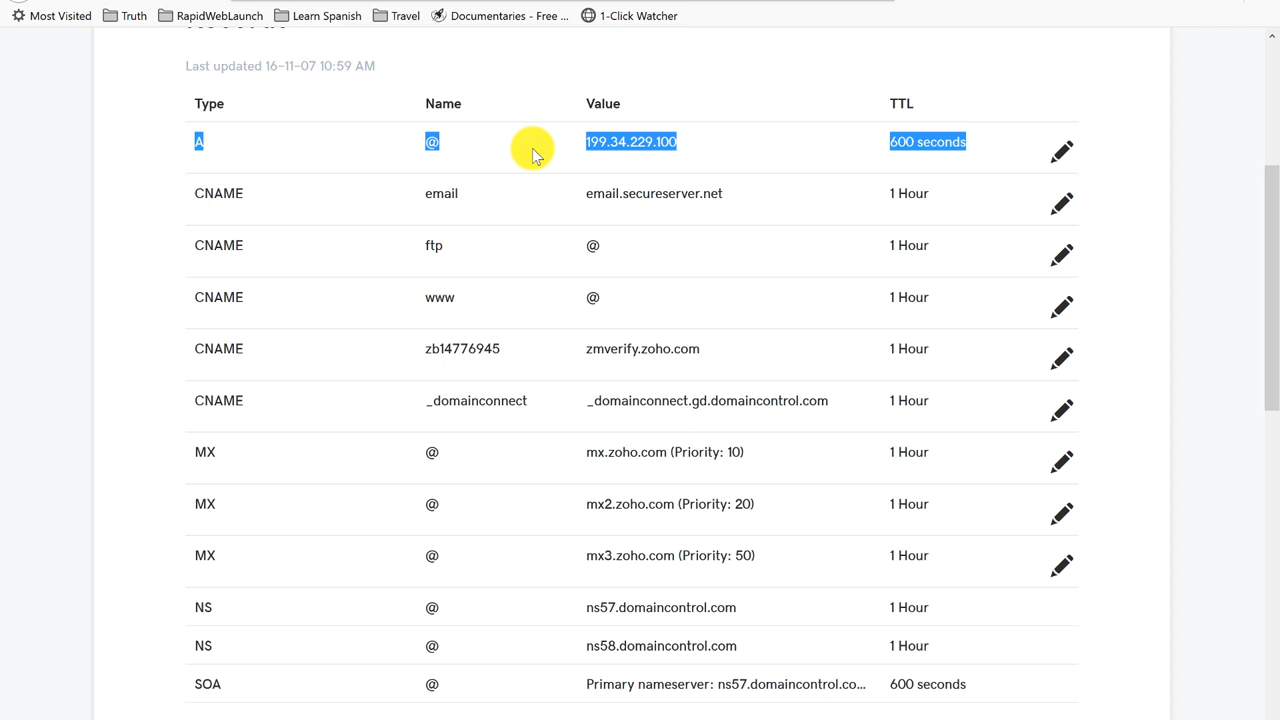 Most Visited Truth RapidWebLaunch Learn Spanish Travel Documentaries - Free ... 1-Click Watcher
Last updated 16-11-07 10:59 AM
Type Name Value TTL
A @ 199.34.229.100 600 seconds
CNAME email email.secureserver.net 1 Hour
CNAME ftp @ 1 Hour
CNAME www @ 1 Hour
CNAME zb14776945 zmverify.zoho.com 1 Hour
CNAME _domainconnect _domainconnect.gd.domaincontrol.com 1 Hour
MX @ mx.zoho.com (Priority: 10) 1 Hour
MX @ mx2.zoho.com (Priority: 20) 1 Hour
MX @ mx3.zoho.com (Priority: 50) 1 Hour
NS @ ns57.domaincontrol.com 1 Hour
NS @ ns58.domaincontrol.com 1 Hour
SOA @ Primary nameserver: ns57.domaincontrol.co... 600 seconds